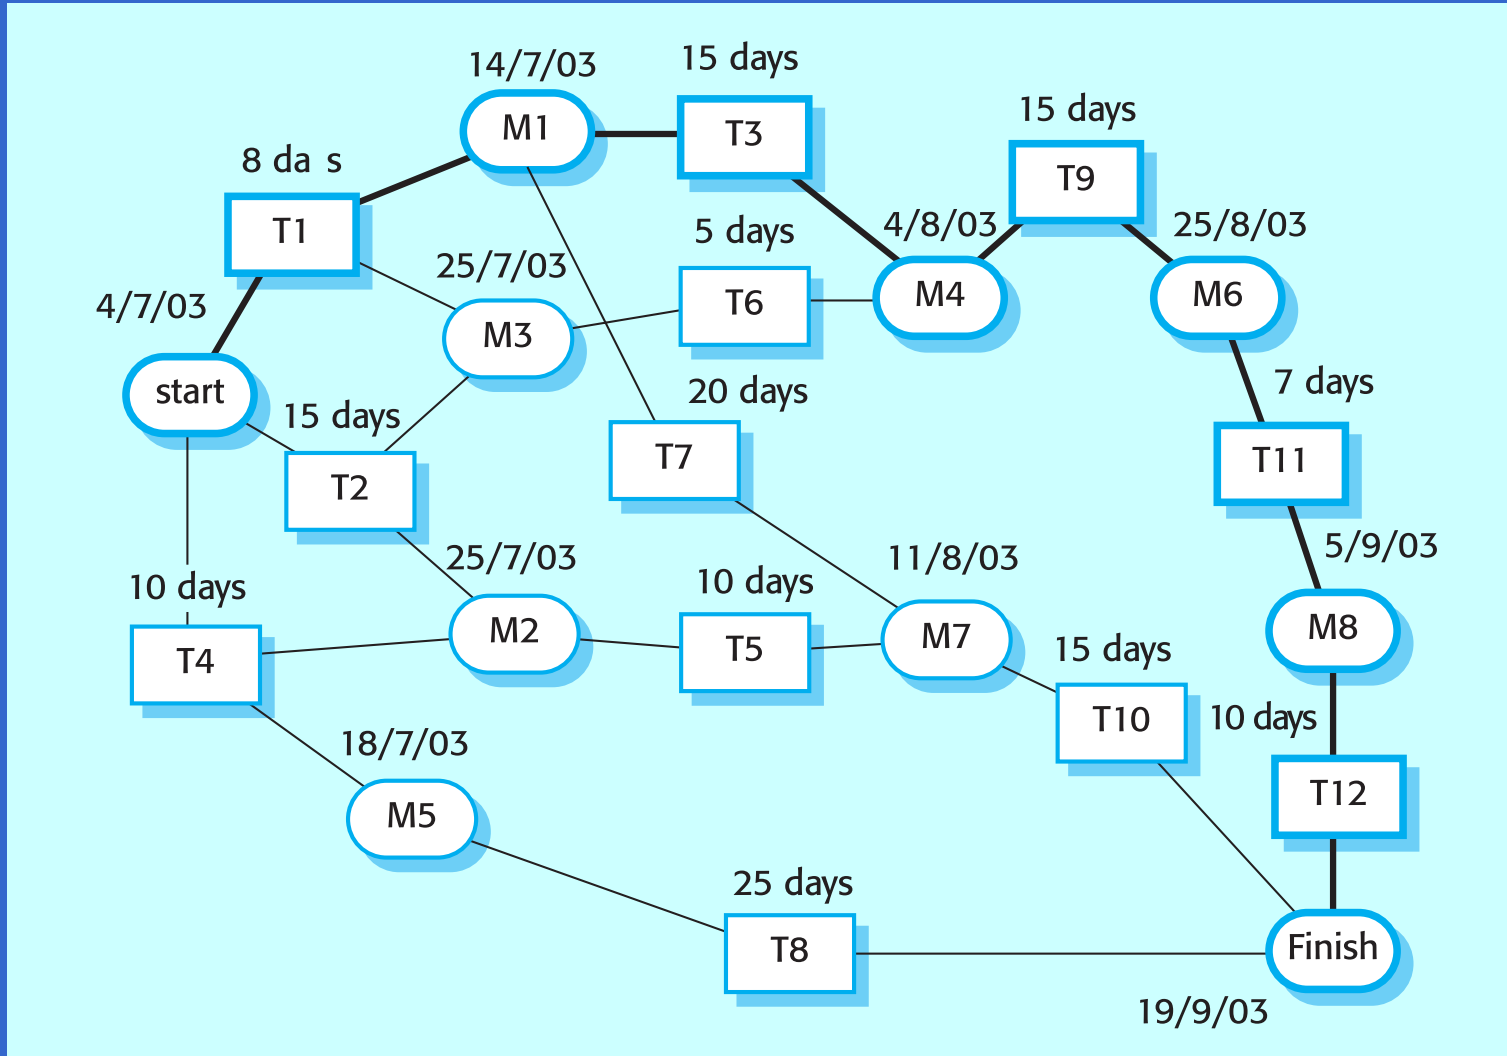 14/7/03
15 days
M1
T3
15 days
8 da s
T9
T1
5 days
4/8/03
25/8/03
25/7/03
4/7/03
T6
M4
M6
M3
start
15 days
20 days
7 days
T2
T7
T11
25/7/03
11/8/03
5/9/03
10 days
10 days
M2
M7
M8
T4
T5
15 days
T10
10 days
18/7/03
T12
M5
25 days
T8
Finish
19/9/03